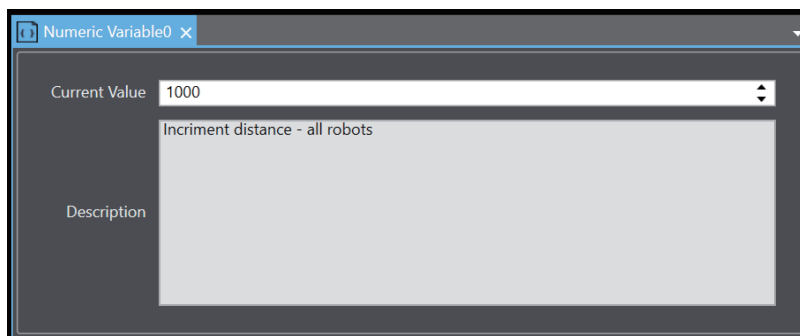 Numeric Variable0
Current Value 1000
Incriment distance - all robots
Description